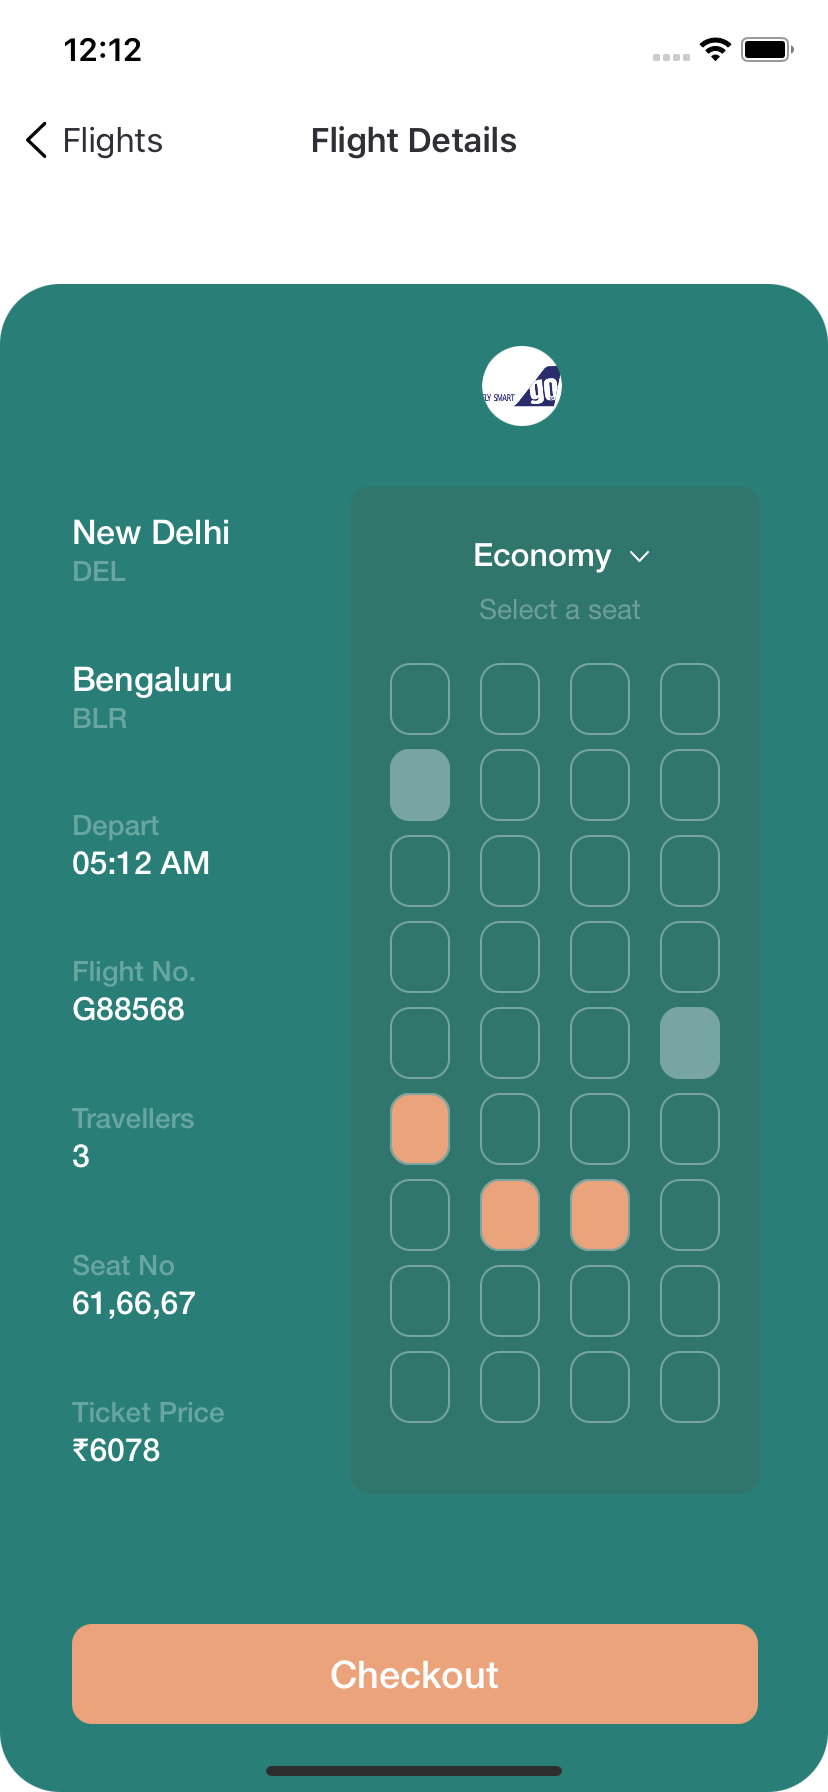 12:12
Flights
Flight Details
LY SMART go
New Delhi
DEL
Bengaluru
BLR
Depart
05:12 AM
Flight No.
G88568
Travellers
3
Seat No
61,66,67
Ticket Price
₹6078
Economy
Select a seat
Checkout